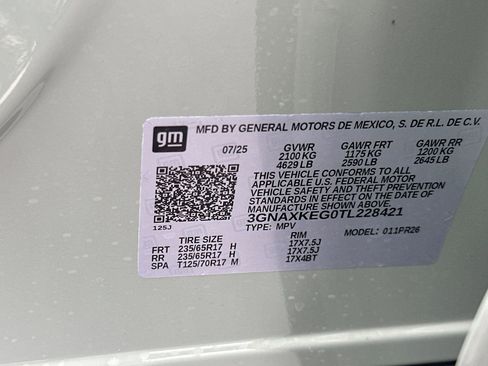 gm MFD BY GENERAL MOTORS DE MEXICO, S. DE R.L. DE C.V.
07/25 GVWR GAWR FRT GAWR RR
2100 KG 1175 KG 1200 KG
4629 LB 2590 LB 2645 LB
THIS VEHICLE CONFORMS TO ALL
APPLICABLE U.S. FEDERAL MOTOR
VEHICLE SAFETY AND THEFT PREVENTION
STANDARDS IN EFFECT ON THE DATE OF
MANUFACTURE SHOWN ABOVE.
3GNAXKEG0TL228421
125J TYPE: MPV MODEL: 011PR26
TIRE SIZE RIM
FRT 235/65R17 H 17X7.5J
RR 235/65R17 H 17X7.5J
SPA T125/70R17 M 17X4BT